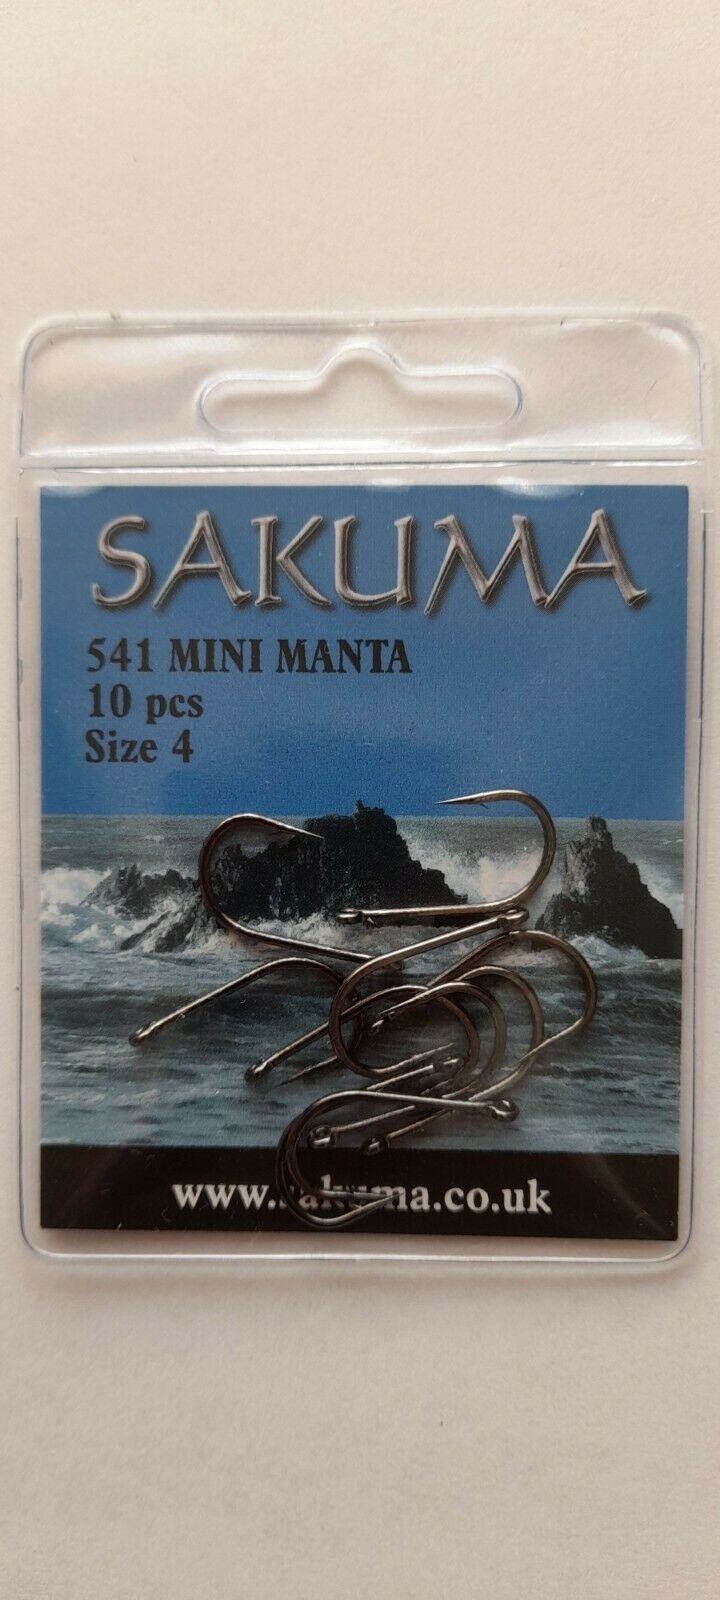 SAKUMA
541 MINI MANTA
10 pcs
Size 4
www.sakuma.co.uk